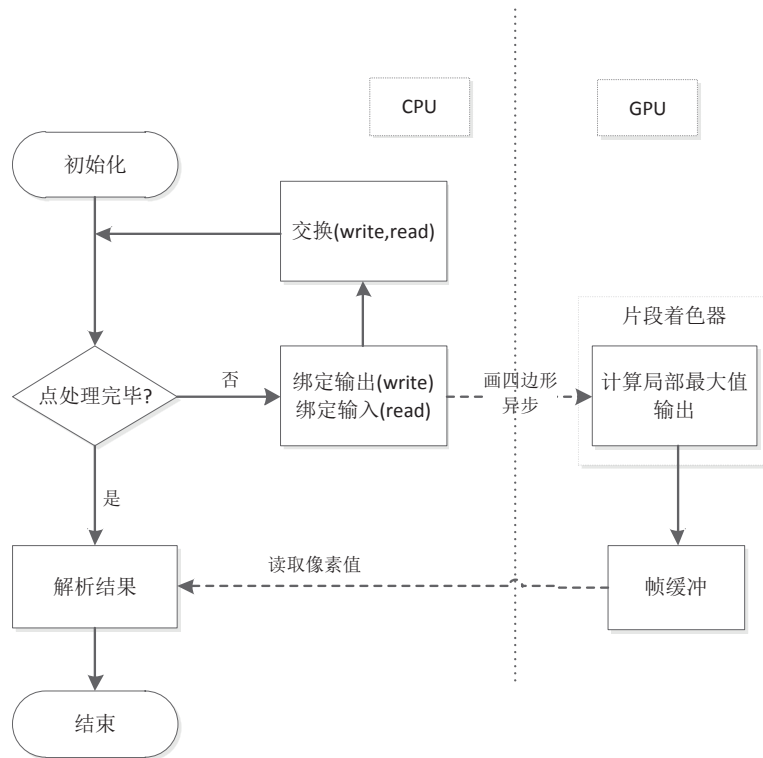 CPU
GPU
初始化
交换(write,read)
片段着色器
点处理完毕?
否
绑定输出(write)
绑定输入(read)
画四边形
异步
计算局部最大值
输出
是
解析结果
读取像素值
帧缓冲
结束